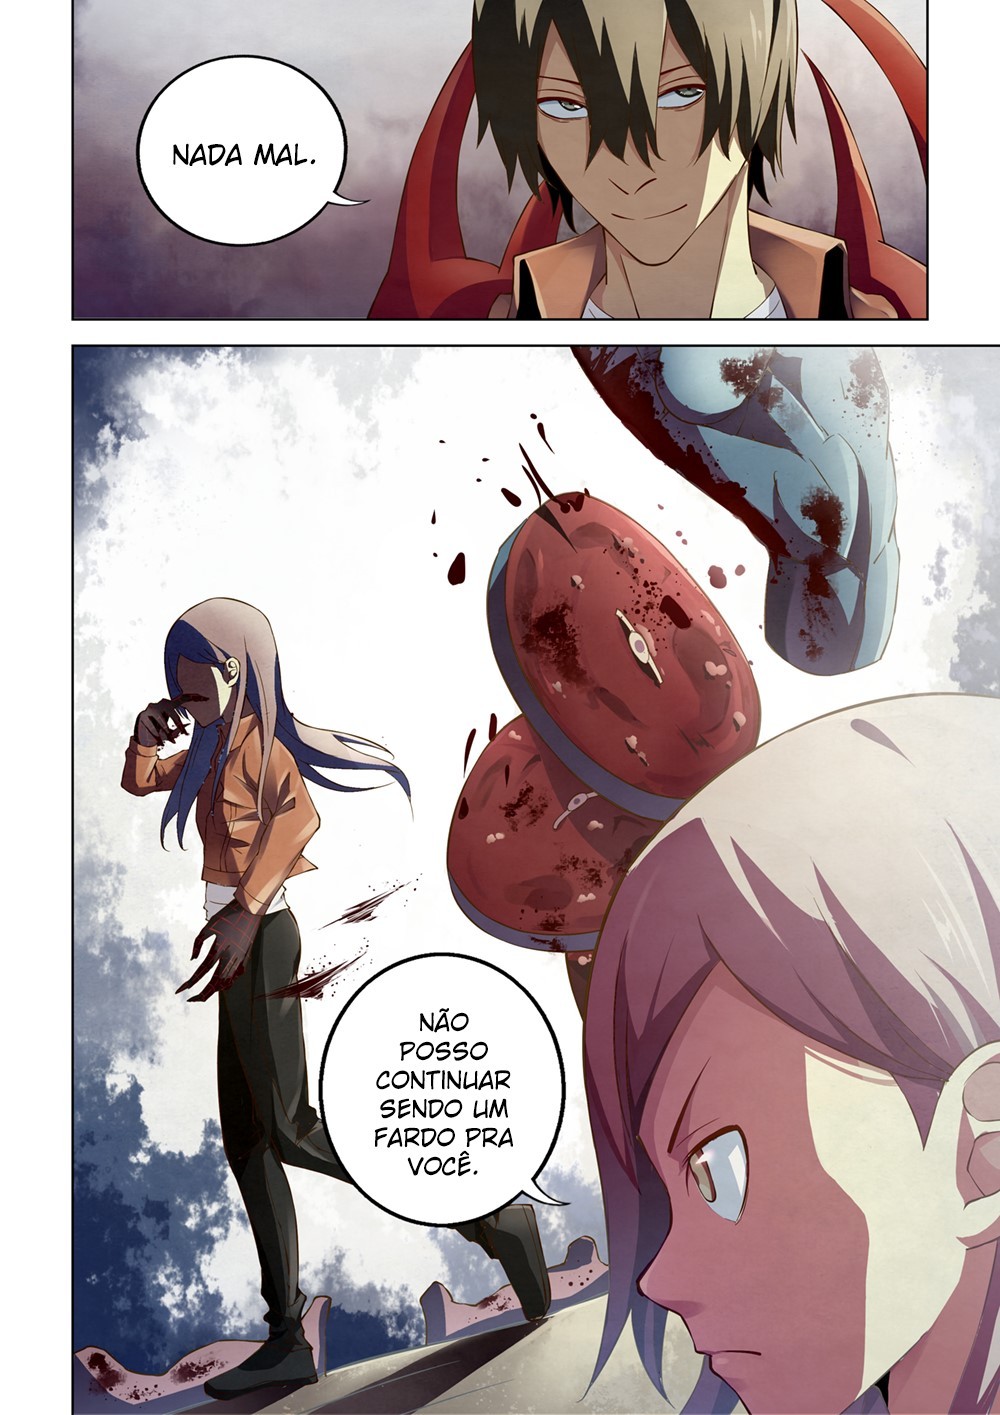 NADA MAL.
NÃO
POSSO
CONTINUAR
SENDO UM
FARDO PRA
VOCÊ.